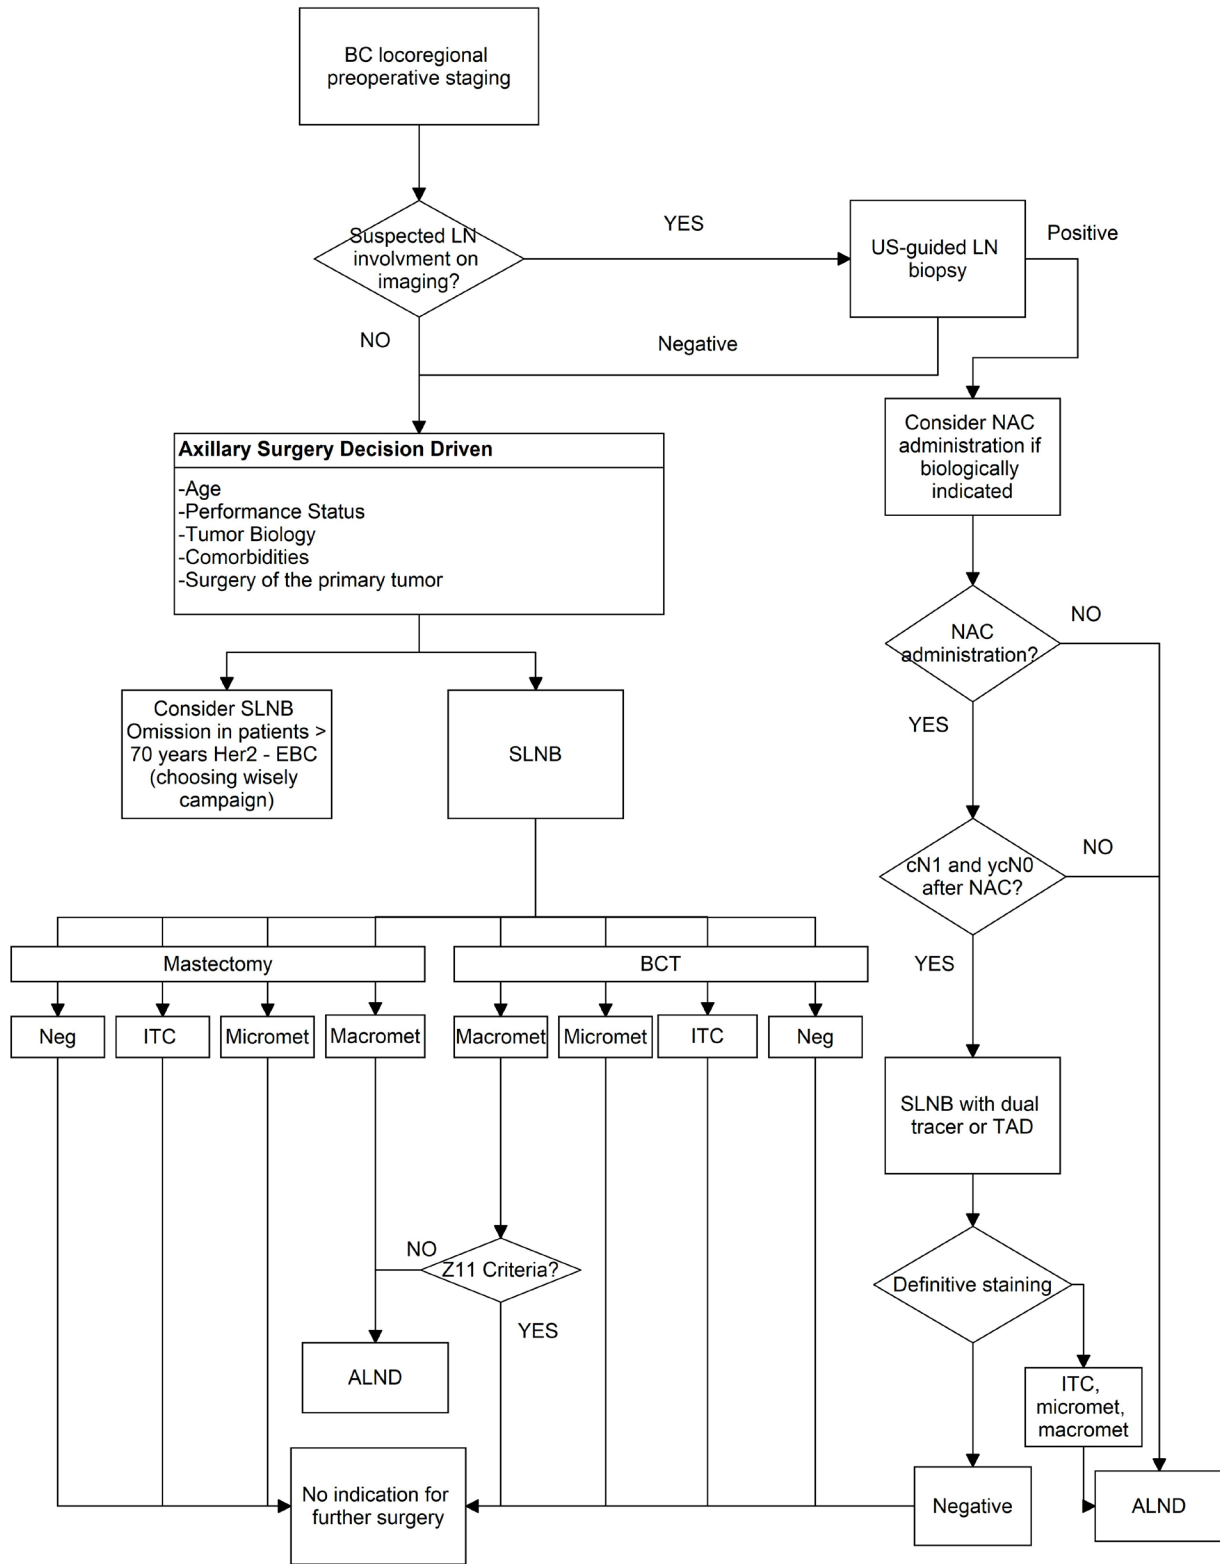 BC locoregional
preoperative staging
Suspected LN
involvment on
imaging?
YES
US-guided LN
biopsy
Positive
NO
Negative
Axillary Surgery Decision Driven
-Age
-Performance Status
-Tumor Biology
-Comorbidities
-Surgery of the primary tumor
Consider NAC
administration if
biologically
indicated
NAC
administration?
NO
YES
Consider SLNB
Omission in patients >
70 years Her2 - EBC
(choosing wisely
campaign)
SLNB
cN1 and ycN0
after NAC?
NO
YES
Mastectomy
BCT
Neg
ITC
Micromet
Macromet
Macromet
Micromet
ITC
Neg
SLNB with dual
tracer or TAD
Z11 Criteria?
NO
YES
ALND
Definitive staining
ITC,
micromet,
macromet
No indication for
further surgery
Negative
ALND